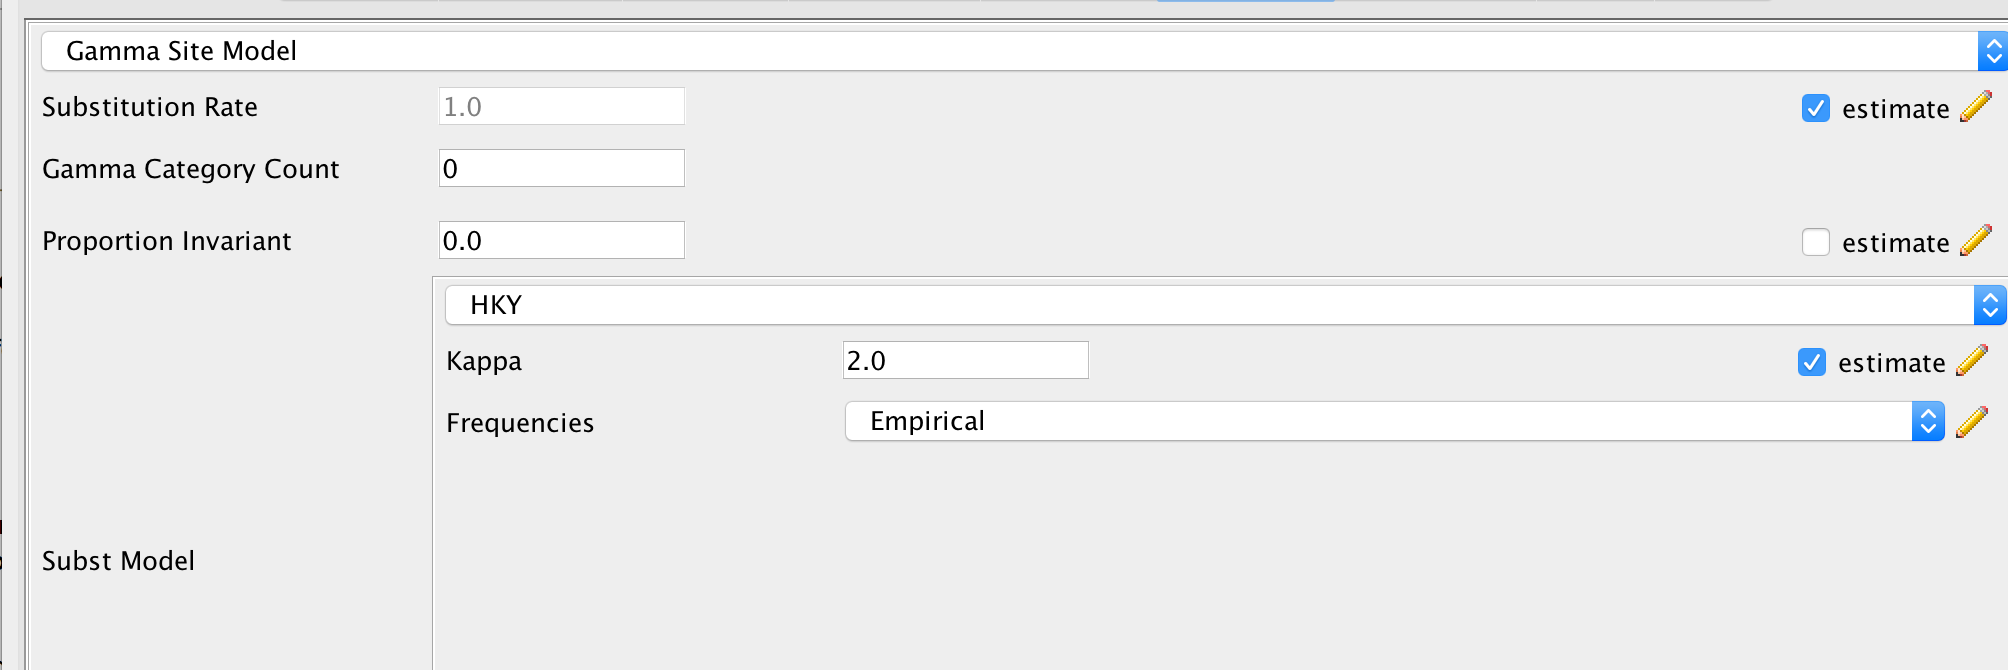 Gamma Site Model
Substitution Rate 1.0 estimate
Gamma Category Count 0
Proportion Invariant 0.0 estimate
HKY
Kappa 2.0 estimate
Frequencies Empirical
Subst Model